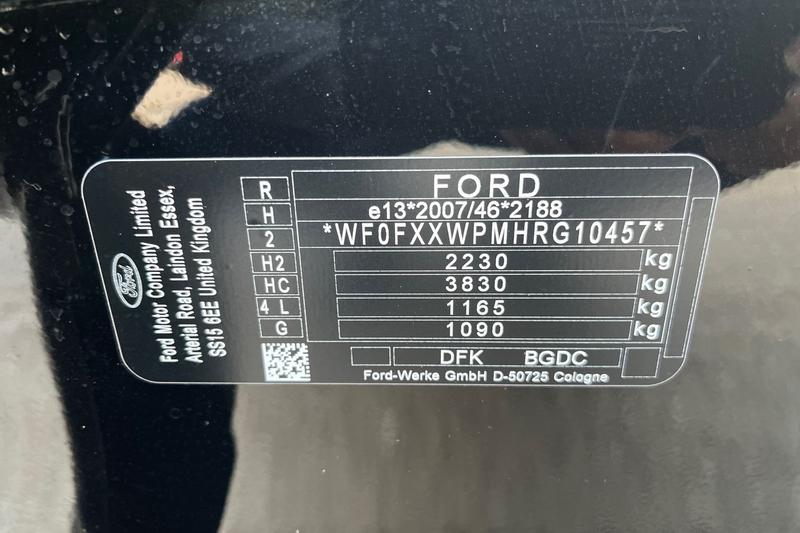 Ford
Ford Motor Company Limited
Arterial Road, Laindon Essex,
SS15 6EE United Kingdom
R FORD
H e13*2007/46*2188
2 *WF0FXXWPMHRG10457*
H2 2230 kg
HC 3830 kg
4 L 1165 kg
G 1090 kg
DFK BGDC
Ford-Werke GmbH D-50725 Cologne